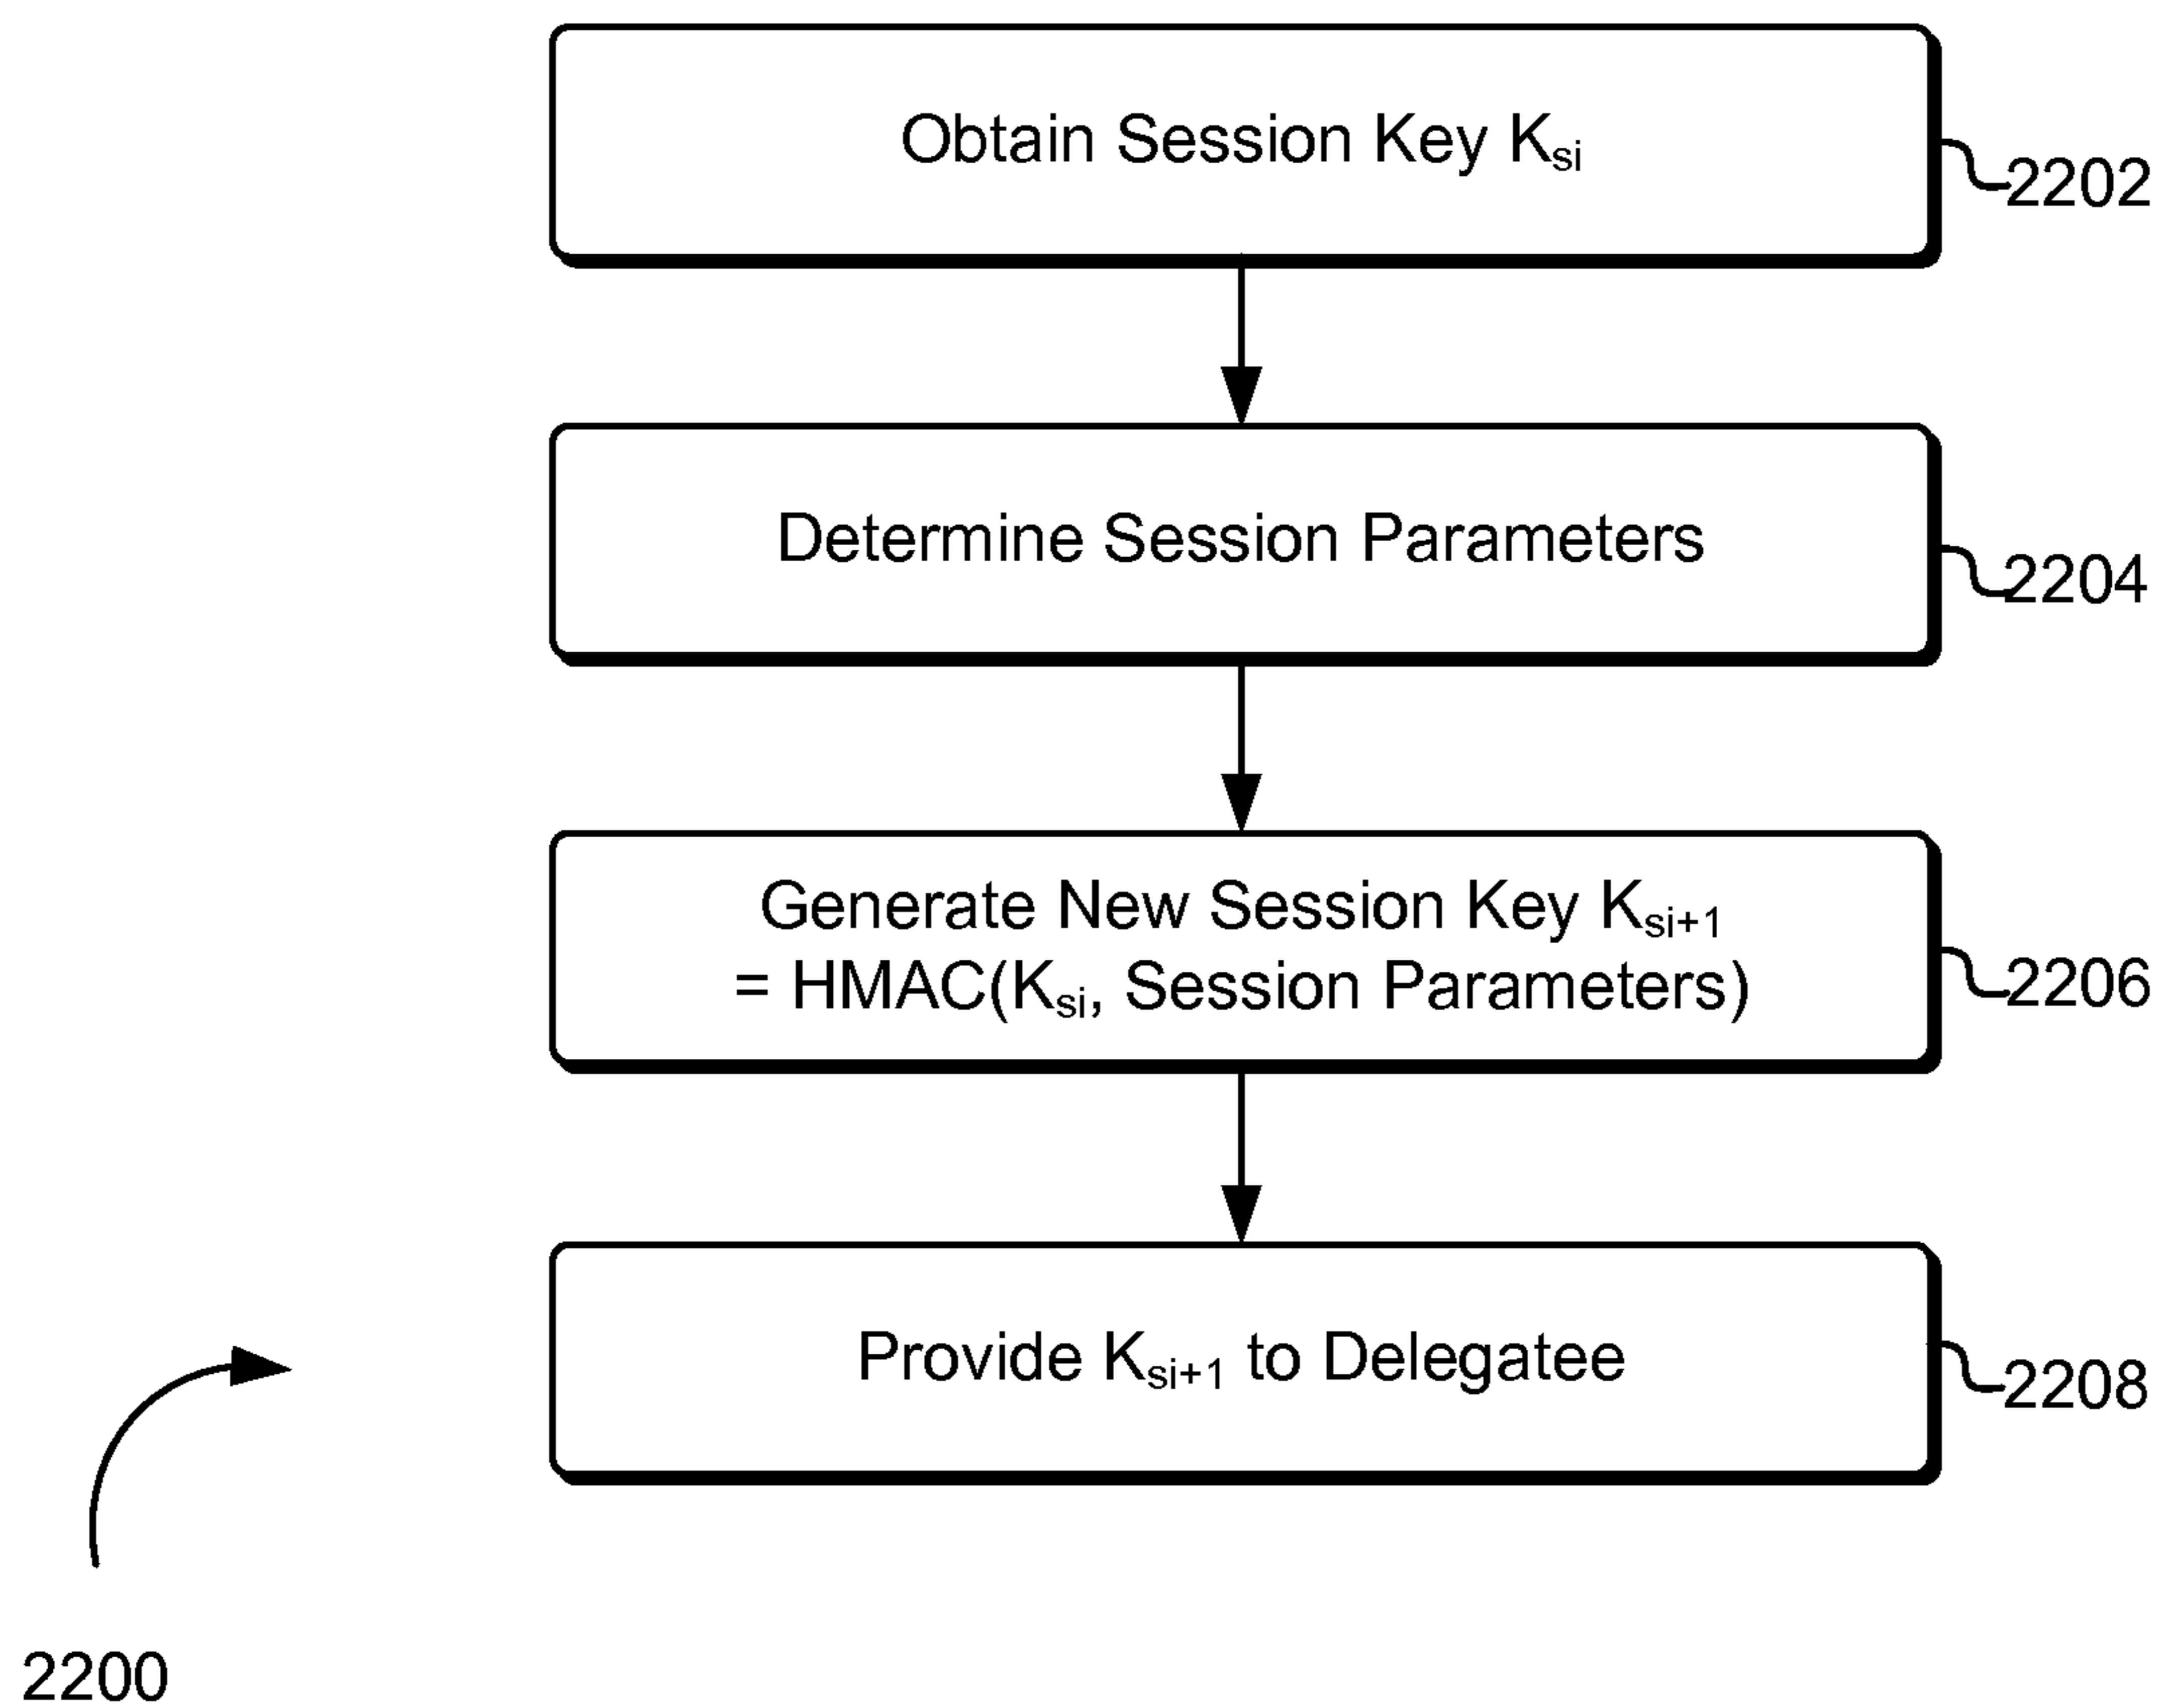 Obtain Session Key Ksi
2202
Determine Session Parameters
2204
Generate New Session Key Ksi+1
= HMAC(Ksi, Session Parameters)
2206
Provide Ksi+1 to Delegatee
2208
2200